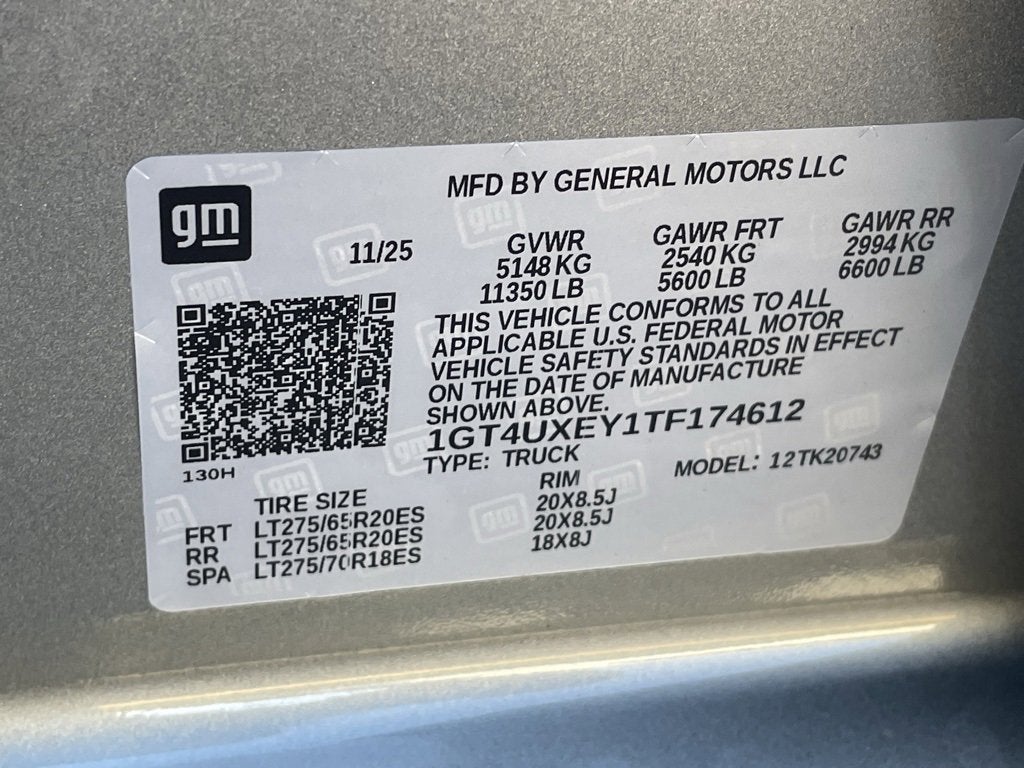 gm
MFD BY GENERAL MOTORS LLC
11/25
GVWR GAWR FRT GAWR RR
5148 KG 2540 KG 2994 KG
11350 LB 5600 LB 6600 LB
THIS VEHICLE CONFORMS TO ALL
APPLICABLE U.S. FEDERAL MOTOR
VEHICLE SAFETY STANDARDS IN EFFECT
ON THE DATE OF MANUFACTURE
SHOWN ABOVE.
1GT4UXEY1TF174612
TYPE: TRUCK MODEL: 12TK20743
130H
TIRE SIZE RIM
FRT LT275/65R20ES 20X8.5J
RR LT275/65R20ES 20X8.5J
SPA LT275/70R18ES 18X8J